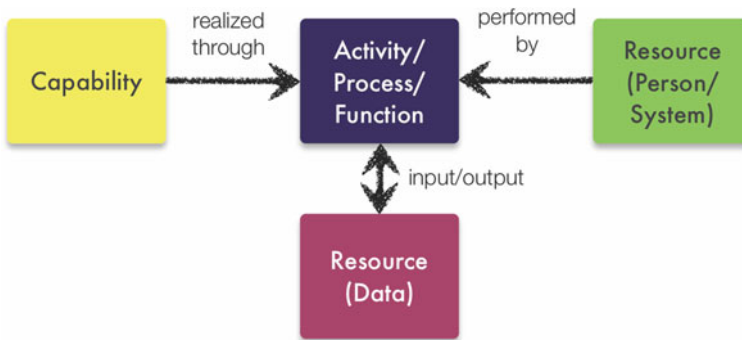 realized
through
performed
by
Capability
Activity/
Process/
Function
Resource
(Person/
System)
input/output
Resource
(Data)